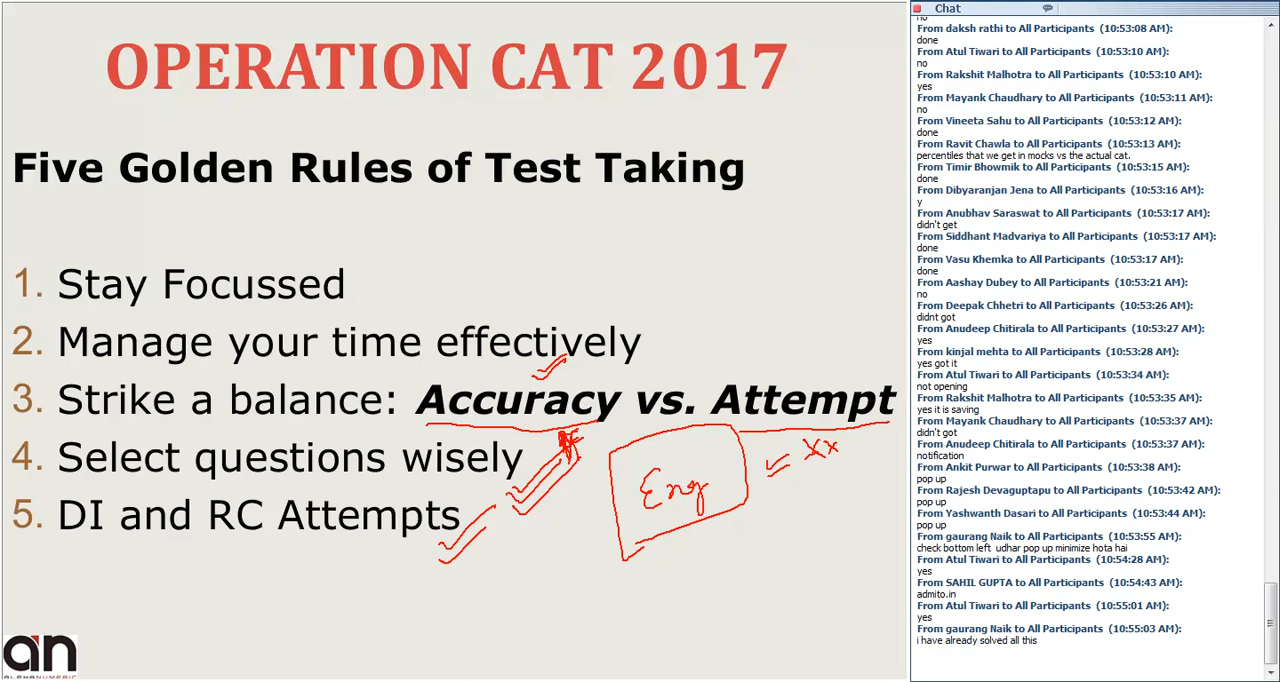 OPERATION CAT 2017
Five Golden Rules of Test Taking
1. Stay Focussed
2. Manage your time effectively
3. Strike a balance: Accuracy vs. Attempt
4. Select questions wisely
5. DI and RC Attempts
Eng
xx
an
ALPHANUMERIC
Chat
no
From daksh rathi to All Participants (10:53:08 AM):
done
From Atul Tiwari to All Participants (10:53:10 AM):
no
From Rakshit Malhotra to All Participants (10:53:10 AM):
yes
From Mayank Chaudhary to All Participants (10:53:11 AM):
no
From Vineeta Sahu to All Participants (10:53:12 AM):
done
From Ravit Chawla to All Participants (10:53:13 AM):
percentiles that we get in mocks vs the actual cat.
From Timir Bhowmik to All Participants (10:53:15 AM):
done
From Dibyaranjan Jena to All Participants (10:53:16 AM):
y
From Anubhav Saraswat to All Participants (10:53:17 AM):
didn't get
From Siddhant Madvariya to All Participants (10:53:17 AM):
done
From Vasu Khemka to All Participants (10:53:17 AM):
done
From Aashay Dubey to All Participants (10:53:21 AM):
no
From Deepak Chhetri to All Participants (10:53:26 AM):
didnt got
From Anudeep Chitirala to All Participants (10:53:27 AM):
yes
From kinjal mehta to All Participants (10:53:28 AM):
yes got it
From Atul Tiwari to All Participants (10:53:34 AM):
not opening
From Rakshit Malhotra to All Participants (10:53:35 AM):
yes it is saving
From Mayank Chaudhary to All Participants (10:53:37 AM):
didn't got
From Anudeep Chitirala to All Participants (10:53:37 AM):
notification
From Ankit Purwar to All Participants (10:53:38 AM):
pop up
From Rajesh Devaguptapu to All Participants (10:53:42 AM):
pop up
From Yashwanth Dasari to All Participants (10:53:44 AM):
pop up
From gaurang Naik to All Participants (10:53:55 AM):
check bottom left udhar pop up minimize hota hai
From Atul Tiwari to All Participants (10:54:28 AM):
yes
From SAHIL GUPTA to All Participants (10:54:43 AM):
admito.in
From Atul Tiwari to All Participants (10:55:01 AM):
yes
From gaurang Naik to All Participants (10:55:03 AM):
i have already solved all this